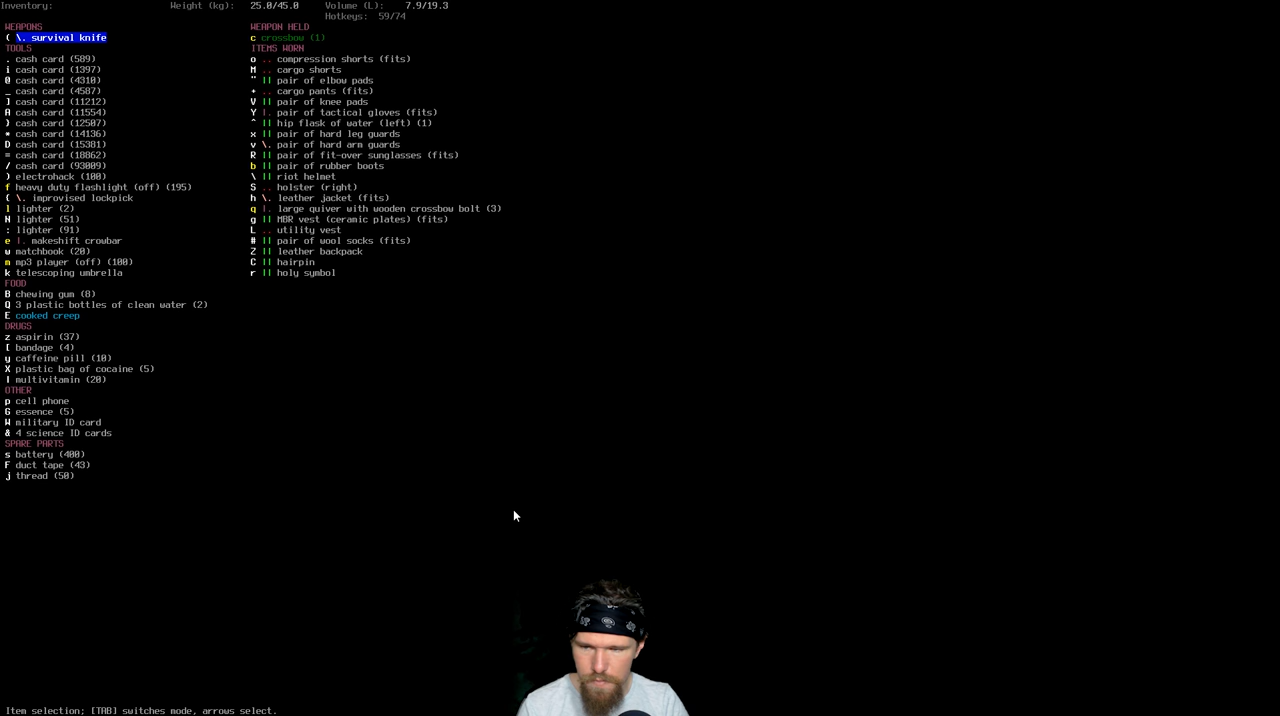 Inventory: Weight (kg): 25.0/45.0 Volume (L): 7.9/19.3
Hotkeys: 59/74
WEAPONS
( \. survival knife
TOOLS
. cash card (589)
i cash card (1397)
0 cash card (4310)
_ cash card (4587)
] cash card (11212)
A cash card (11554)
} cash card (12507)
* cash card (14136)
D cash card (15381)
= cash card (18862)
/ cash card (93009)
) electrohack (100)
f heavy duty flashlight (off) (195)
( \. improvised lockpick
l lighter (2)
N lighter (51)
: lighter (91)
e |. makeshift crowbar
w matchbook (20)
m mp3 player (off) (100)
k telescoping umbrella
FOOD
B chewing gum (8)
Q 3 plastic bottles of clean water (2)
E cooked creep
DRUGS
z aspirin (37)
[ bandage (4)
y caffeine pill (10)
X plastic bag of cocaine (5)
I multivitamin (20)
OTHER
p cell phone
G essence (5)
W military ID card
& 4 science ID cards
SPARE PARTS
s battery (400)
F duct tape (43)
j thread (50)
WEAPON HELD
c crossbow (1)
ITEMS WORN
o .. compression shorts (fits)
M .. cargo shorts
" || pair of elbow pads
+ .. cargo pants (fits)
V || pair of knee pads
Y |. pair of tactical gloves (fits)
^ || hip flask of water (left) (1)
x || pair of hard leg guards
v \. pair of hard arm guards
R || pair of fit-over sunglasses (fits)
b || pair of rubber boots
\ || riot helmet
S .. holster (right)
h \. leather jacket (fits)
q |. large quiver with wooden crossbow bolt (3)
g || MBR vest (ceramic plates) (fits)
L .. utility vest
# || pair of wool socks (fits)
Z || leather backpack
C || hairpin
r || holy symbol
Item selection; [TAB] switches mode, arrows select.